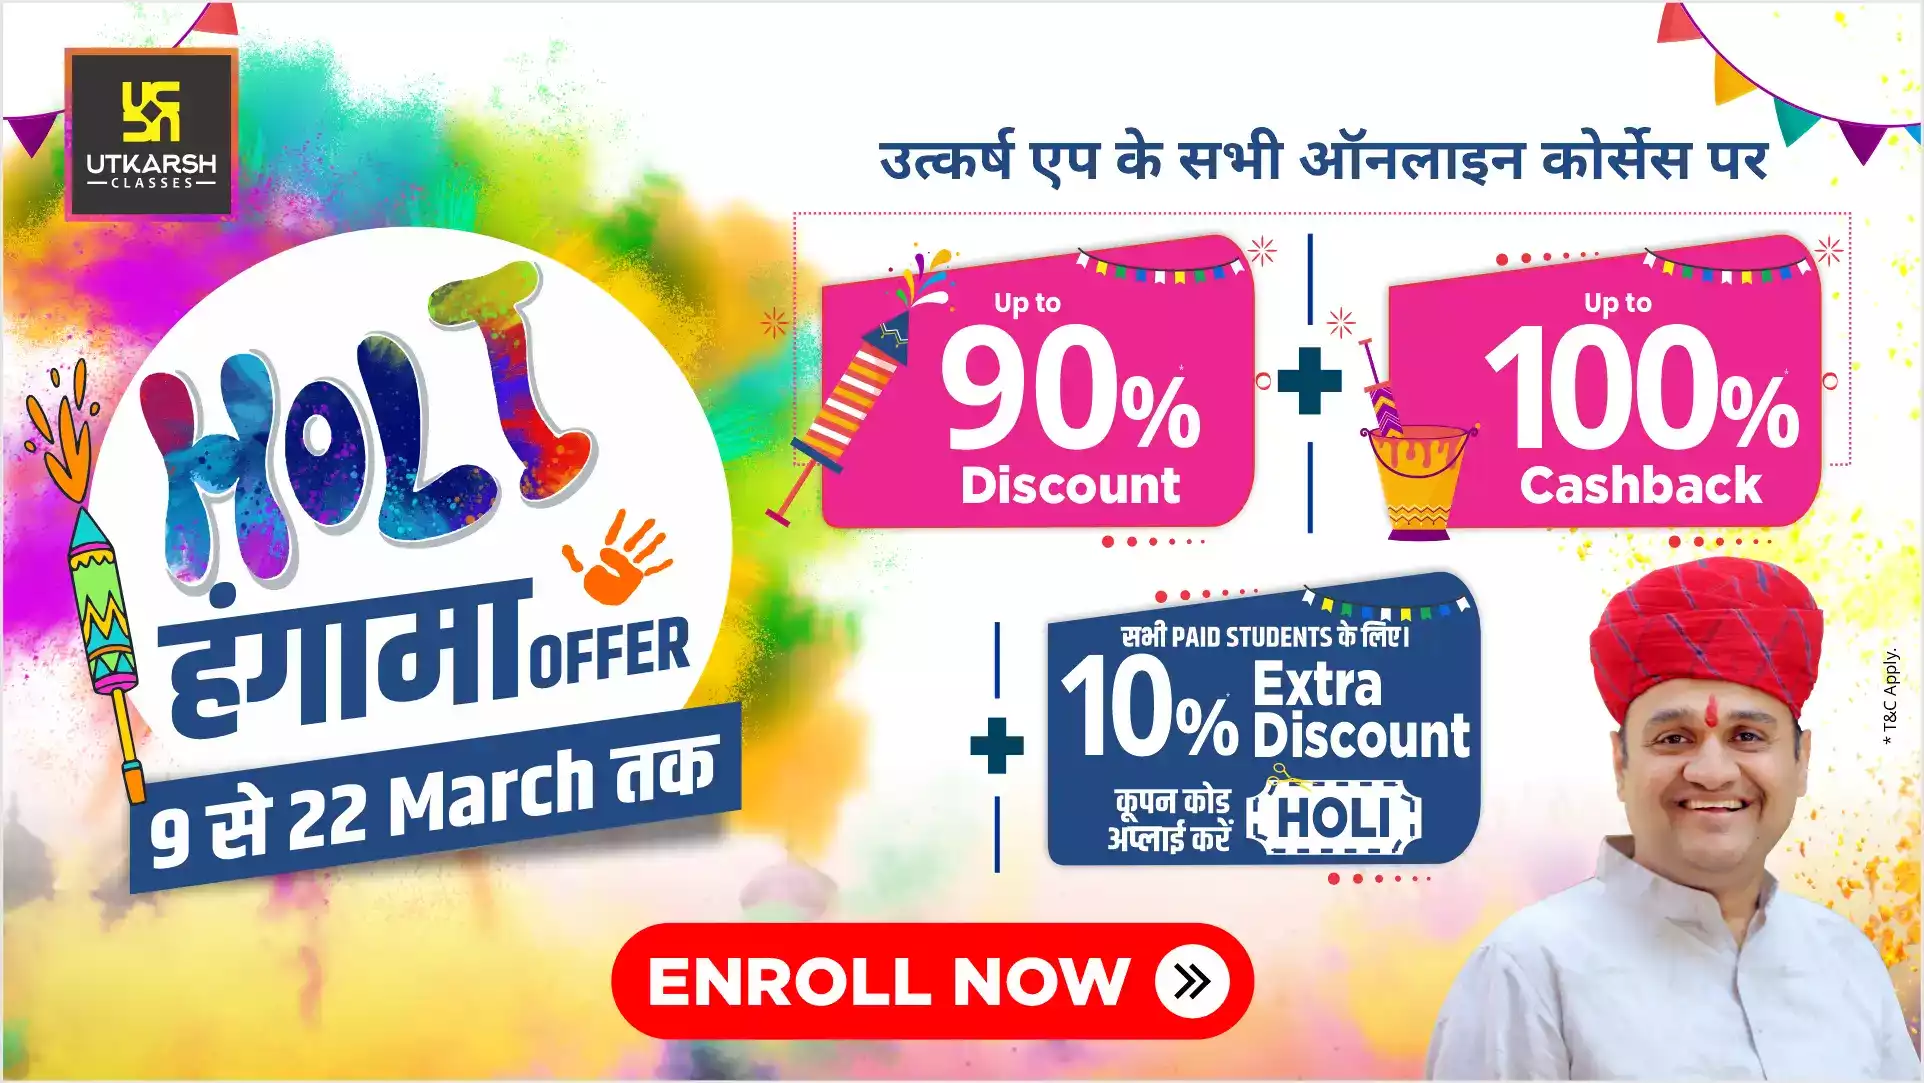 UTKARSH
CLASSES
HOLI
हंगामा OFFER
9 से 22 March तक
उत्कर्ष एप के सभी ऑनलाइन कोर्सेस पर
Up to
90%*
Discount
+
Up to
100%*
Cashback
+
सभी PAID STUDENTS के लिए।
10%* Extra
Discount
कूपन कोड
अप्लाई करें
HOLI
* T&C Apply.
ENROLL NOW